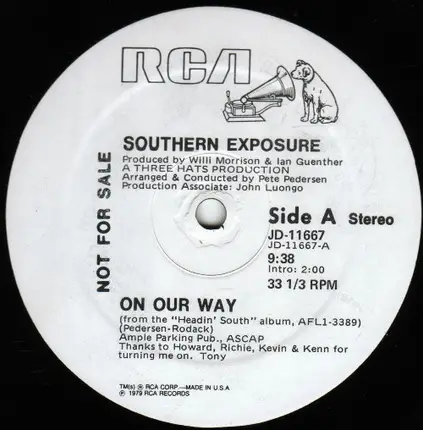 RCA
SOUTHERN EXPOSURE
Produced by Willi Morrison & Ian Guenther
A THREE HATS PRODUCTION
Arranged & Conducted by Pete Pedersen
Production Associate: John Luongo
NOT FOR SALE
Side A Stereo
JD-11667
JD-11667-A
9:38
Intro: 2:00
33 1/3 RPM
ON OUR WAY
(from the "Headin' South" album, AFL1-3389)
(Pedersen-Rodack)
Ample Parking Pub., ASCAP
Thanks to Howard, Richie, Kevin & Kenn for
turning me on. Tony
TM(s) ® RCA CORP.—MADE IN U.S.A
℗ 1979 RCA RECORDS